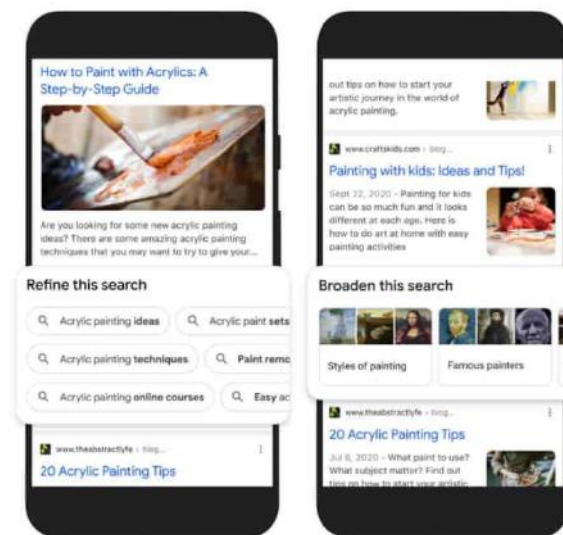 How to Paint with Acrylics: A
Step-by-Step Guide
Are you looking for some new acrylic painting
ideas? There are some amazing acrylic painting
techniques that you may want to try to give your...
Refine this search
Acrylic painting ideas
Acrylic paint sets
Acrylic painting techniques
Paint remo
Acrylic painting online courses
Easy ac
www.theabstractlyfe › blog...
20 Acrylic Painting Tips
out tips on how to start your
artistic journey in the world of
acrylic painting.
www.craftskids.com › blog...
Painting with kids: Ideas and Tips!
Sept 22, 2020 - Painting for kids
can be so much fun and it looks
different at each age. Here is
how to do art at home with easy
painting activities
Broaden this search
Styles of painting
Famous painters
www.theabstractlyfe › blog...
20 Acrylic Painting Tips
Jul 8, 2020 - What paint to use?
What subject matter? Find out
tips on how to start your artistic